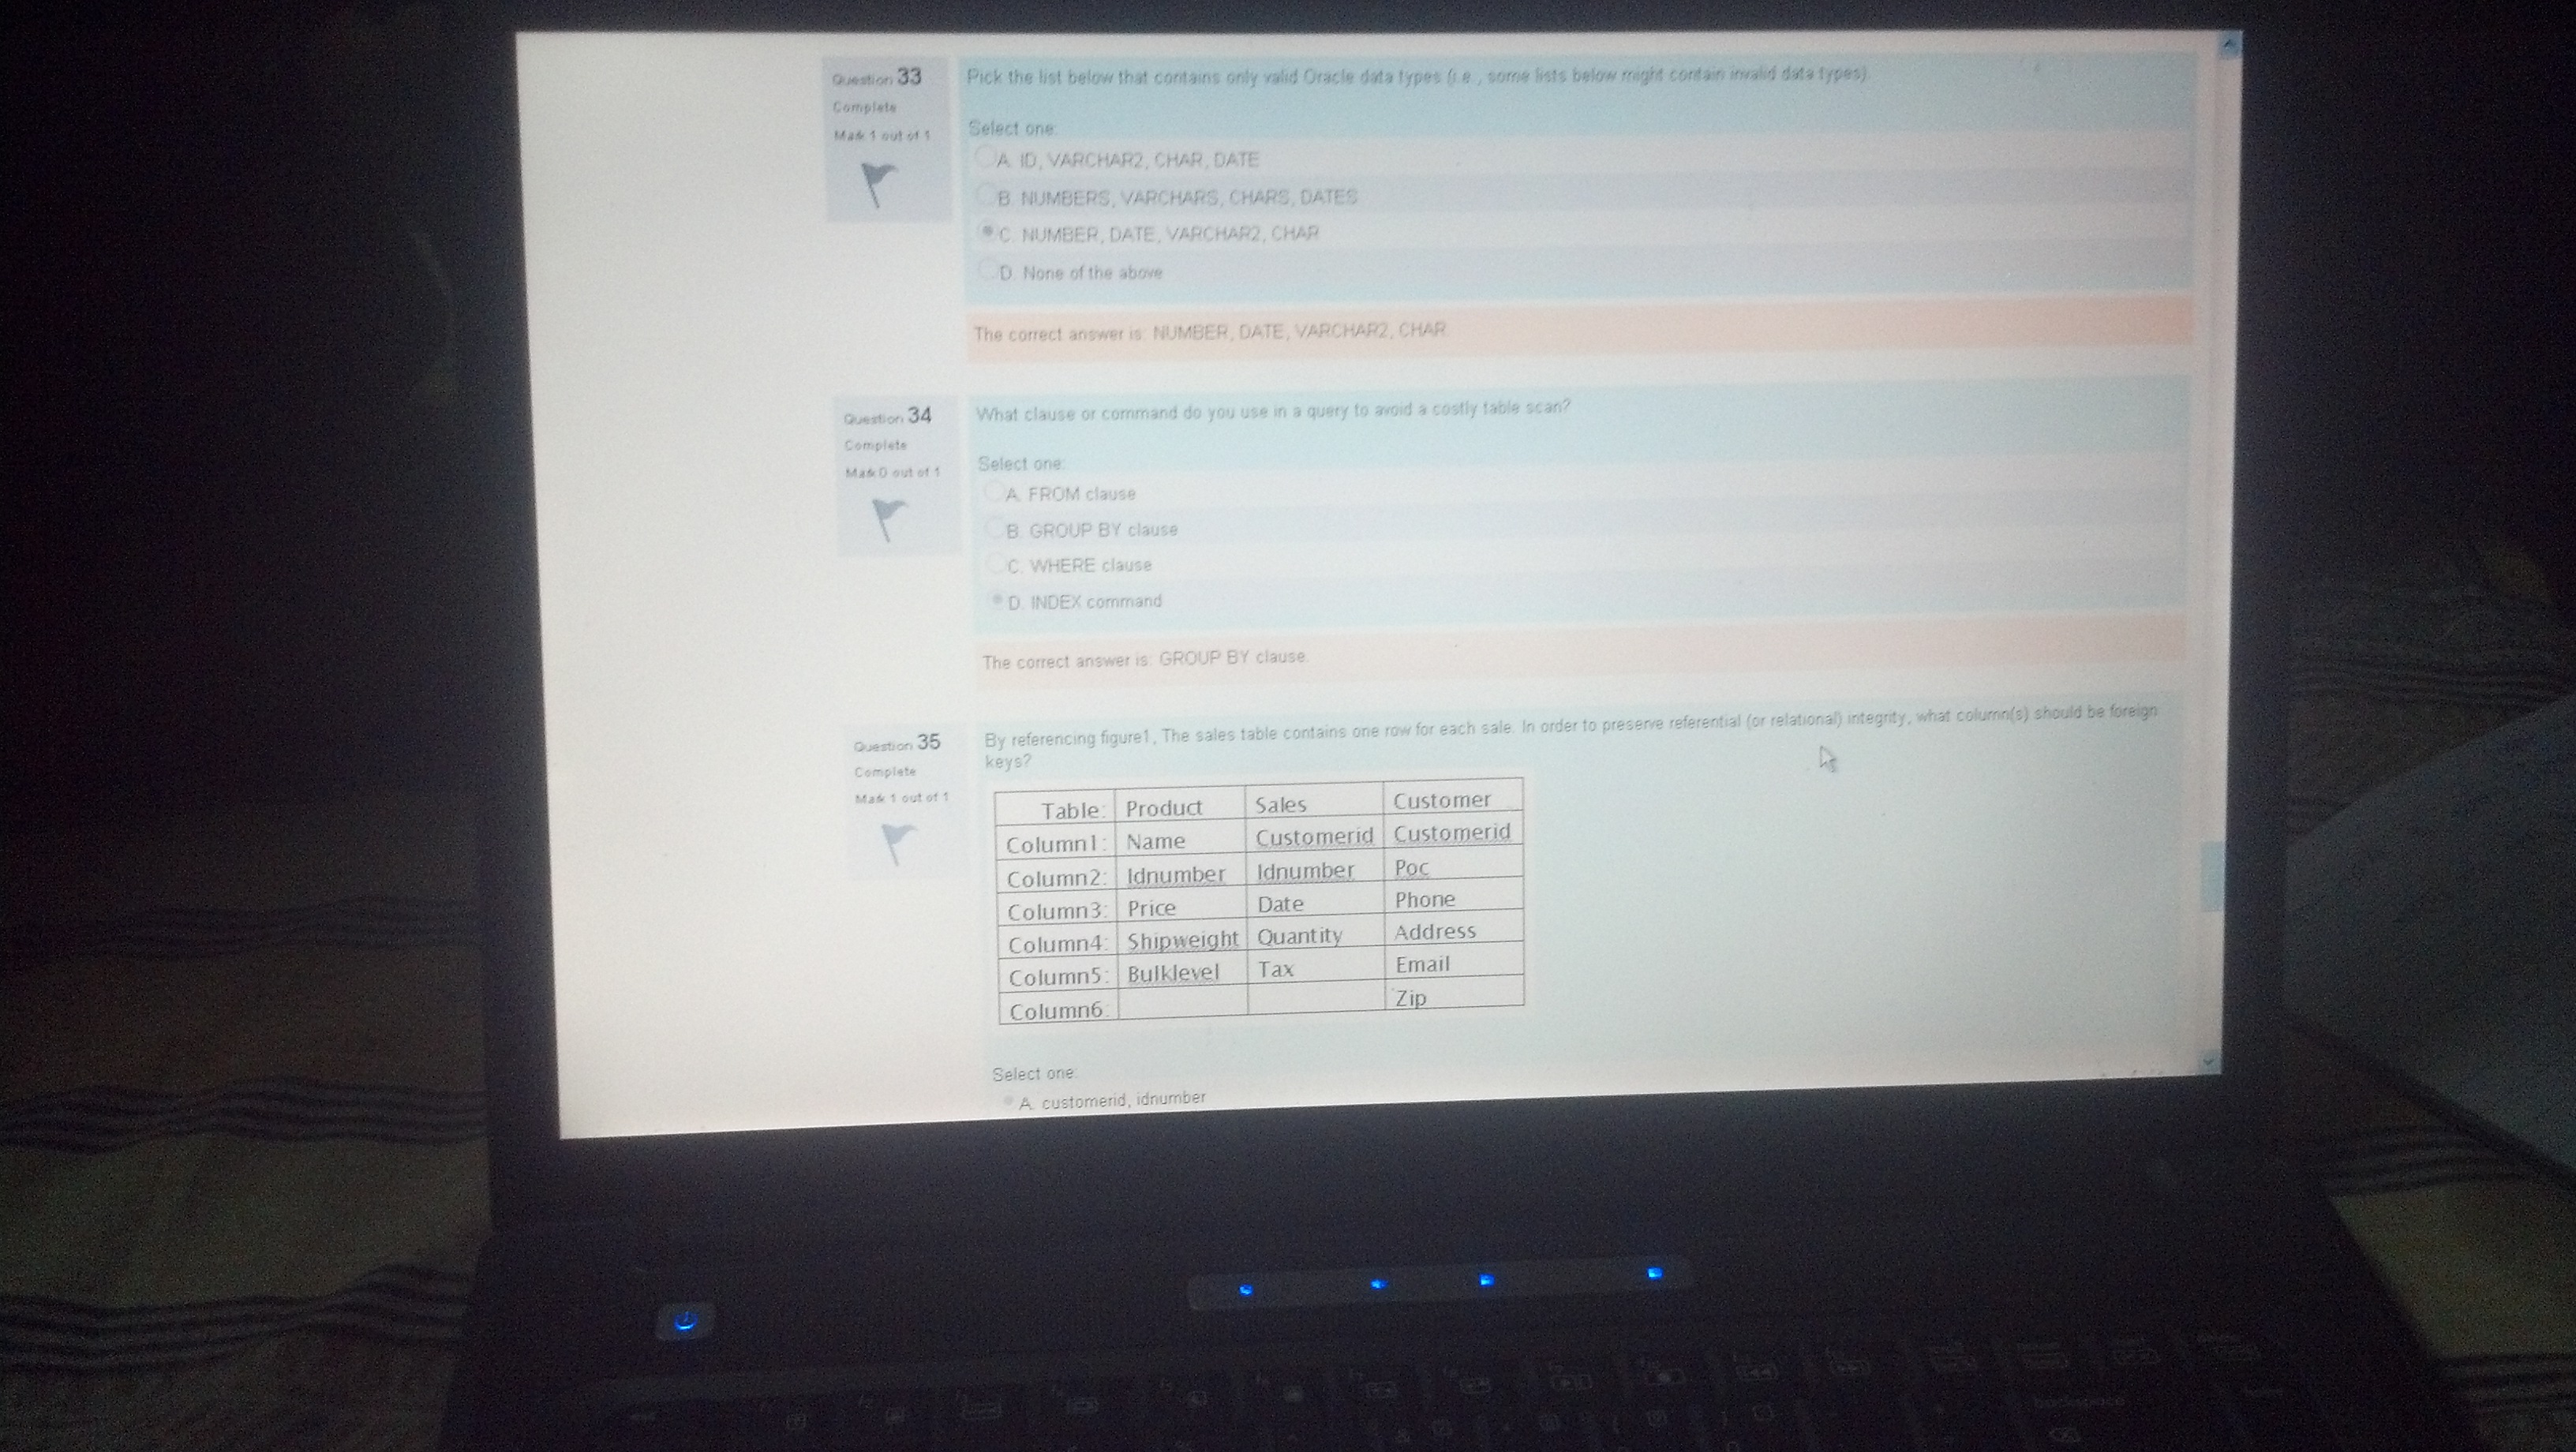 Question 33
Complete
Mark 1 out of 1
Pick the list below that contains only valid Oracle data types (i.e., some lists below might contain invalid data types)
Select one:
A. ID, VARCHAR2, CHAR, DATE
B. NUMBERS, VARCHARS, CHARS, DATES
C. NUMBER, DATE, VARCHAR2, CHAR
D. None of the above
The correct answer is: NUMBER, DATE, VARCHAR2, CHAR
Question 34
Complete
Mark 0 out of 1
What clause or command do you use in a query to avoid a costly table scan?
Select one:
A. FROM clause
B. GROUP BY clause
C. WHERE clause
D. INDEX command
The correct answer is: GROUP BY clause.
Question 35
Complete
Mark 1 out of 1
By referencing figure1, The sales table contains one row for each sale. In order to preserve referential (or relational) integrity, what column(s) should be foreign
keys?
Table: Product Sales Customer
Column1: Name Customerid Customerid
Column2: Idnumber Idnumber Poc
Column3: Price Date Phone
Column4: Shipweight Quantity Address
Column5: Bulklevel Tax Email
Column6: Zip
Select one:
A. customerid, idnumber
backspace